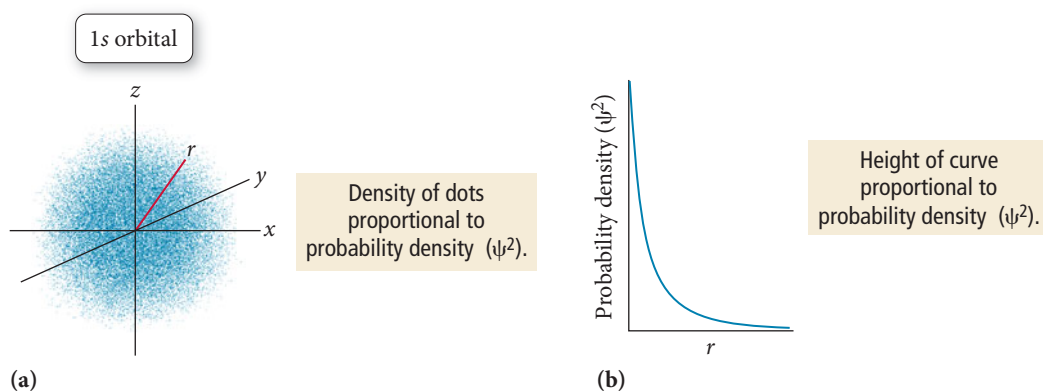 1s orbital
z
r
y
x
Density of dots
proportional to
probability density (ψ²).
(a)
Probability density (ψ²)
r
Height of curve
proportional to
probability density (ψ²).
(b)